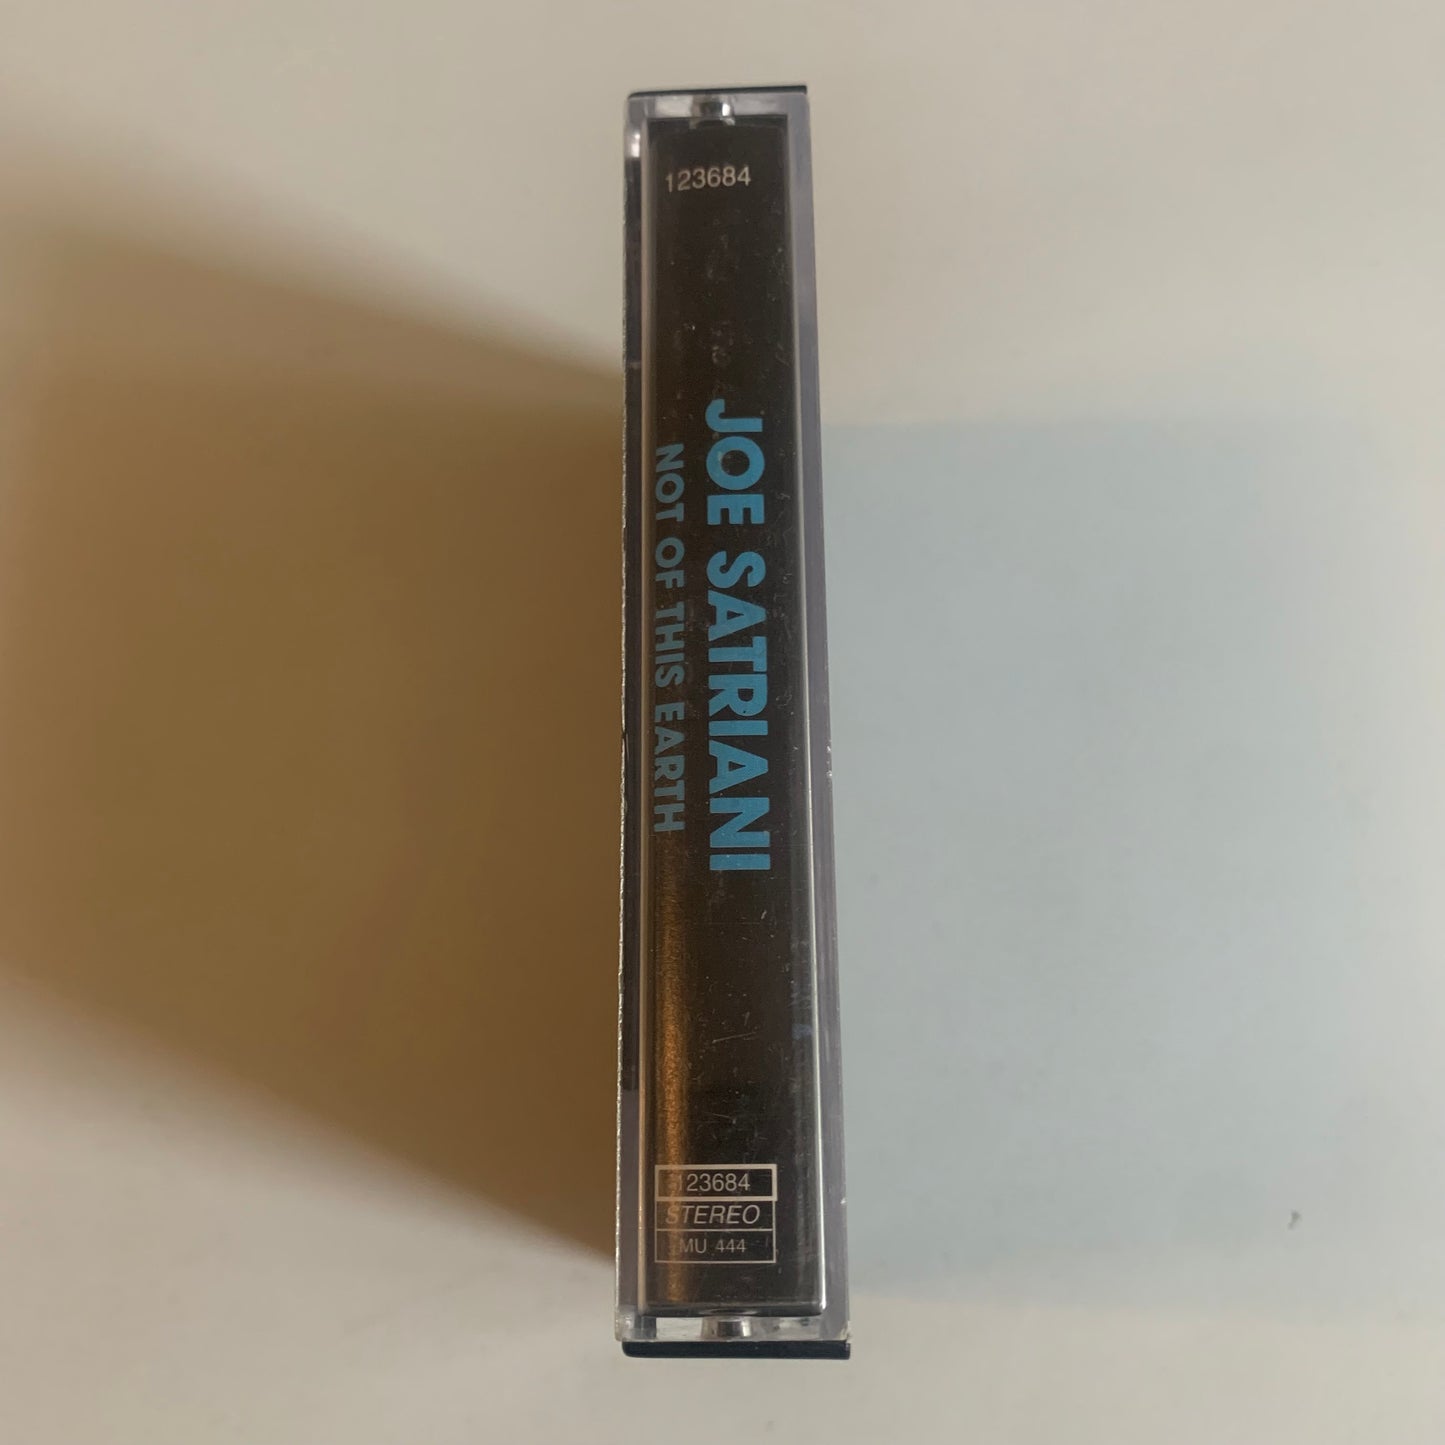 123684
JOE SATRIANI
NOT OF THIS EARTH
123684
STEREO
MU 444